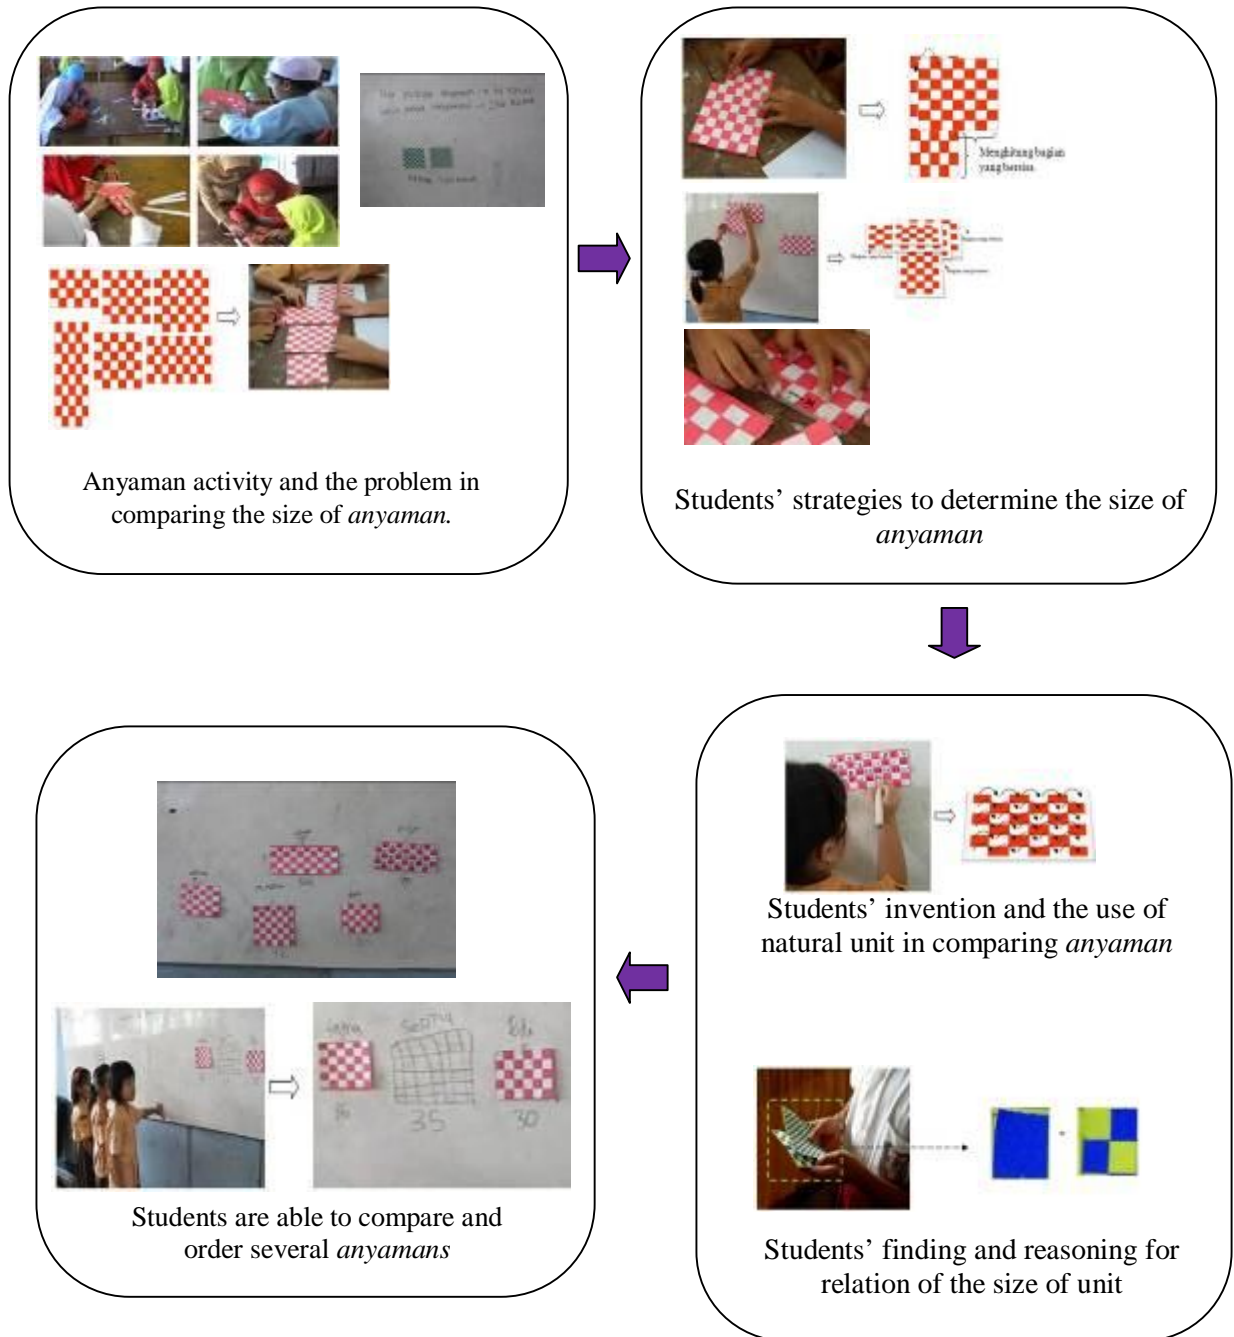 Menghitung bagian
yang bersisa
Anyaman activity and the problem in
comparing the size of anyaman.
Students’ strategies to determine the size of
anyaman
Students’ invention and the use of
natural unit in comparing anyaman
Students’ finding and reasoning for
relation of the size of unit
35
30
Students are able to compare and
order several anyamans